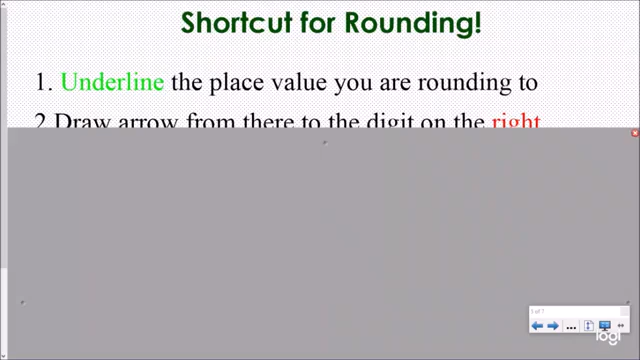 Shortcut for Rounding!
1. Underline the place value you are rounding to
2 Draw arrow from there to the digit on the right
logi